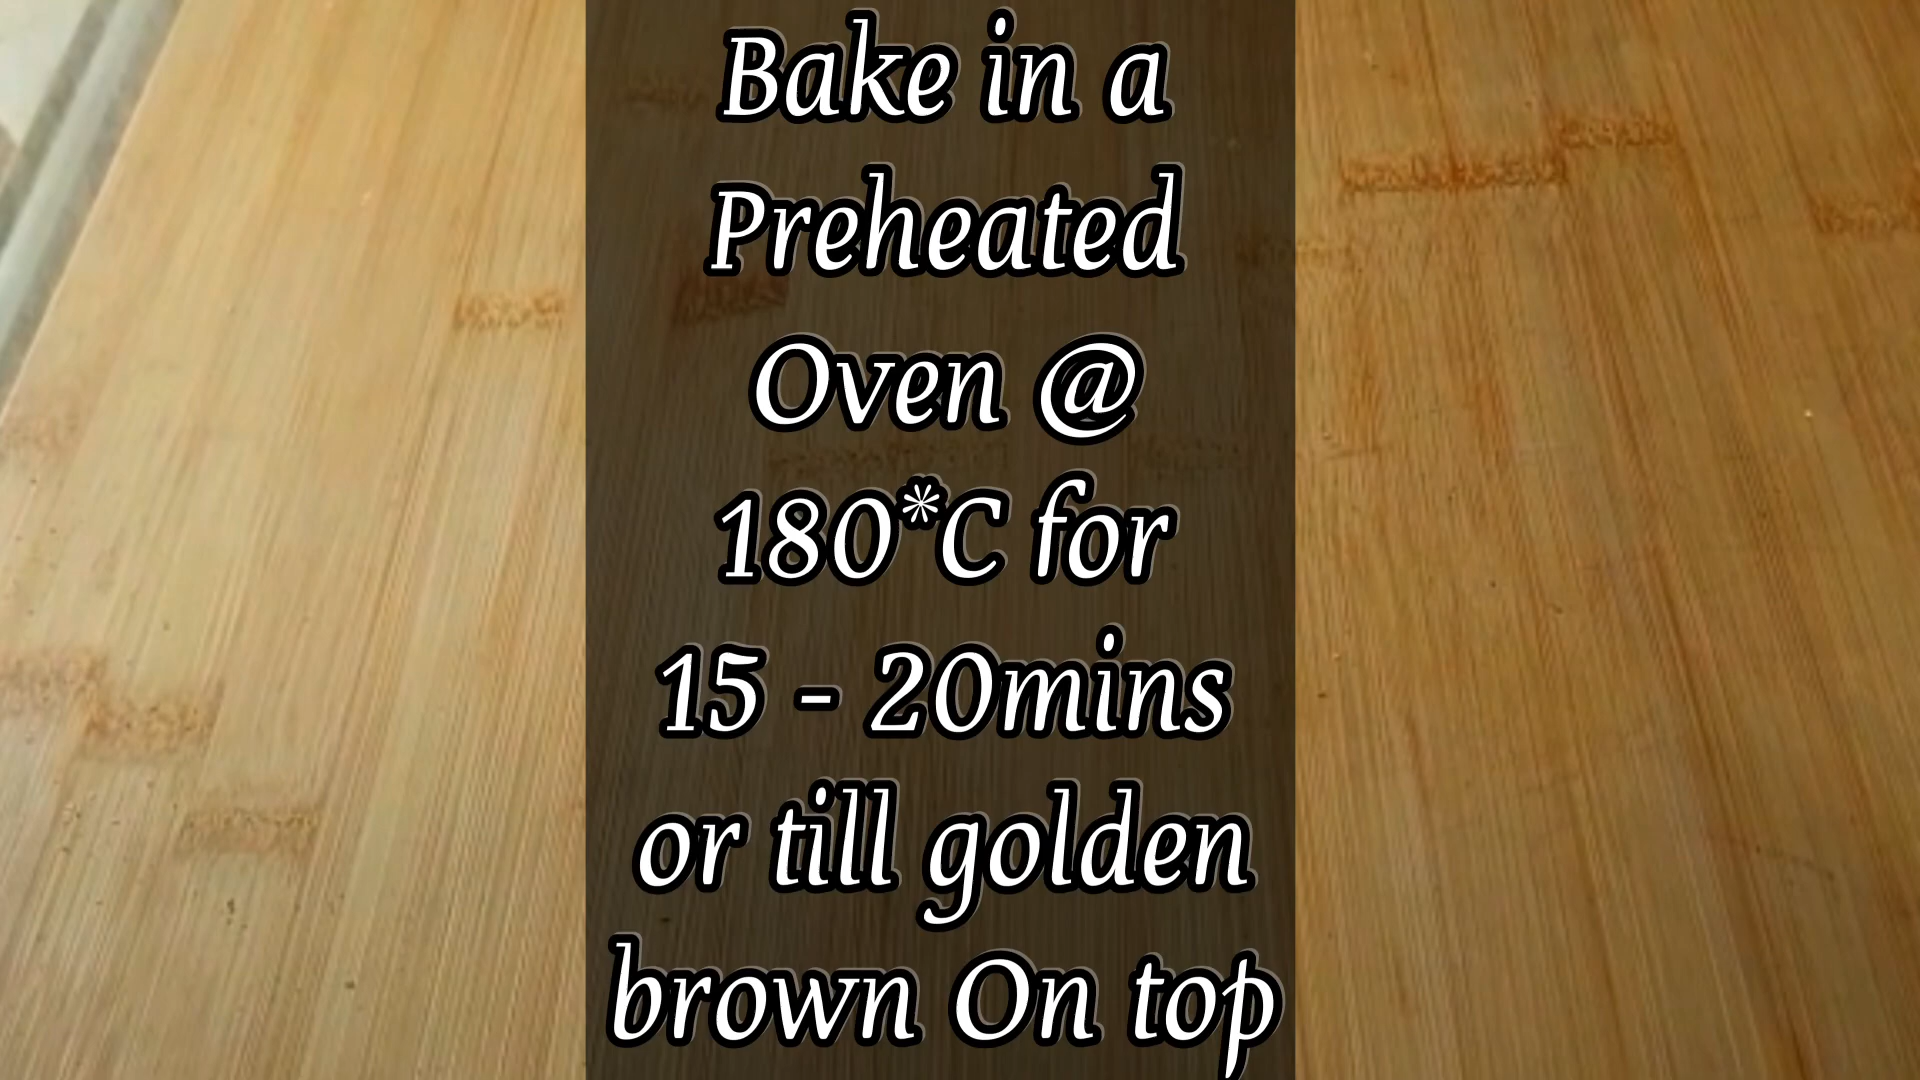 Bake in a
Preheated
Oven @
180*C for
15 - 20mins
or till golden
brown On top